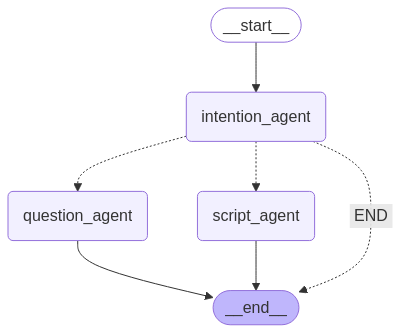 __start__
intention_agent
question_agent
script_agent
END
__end__